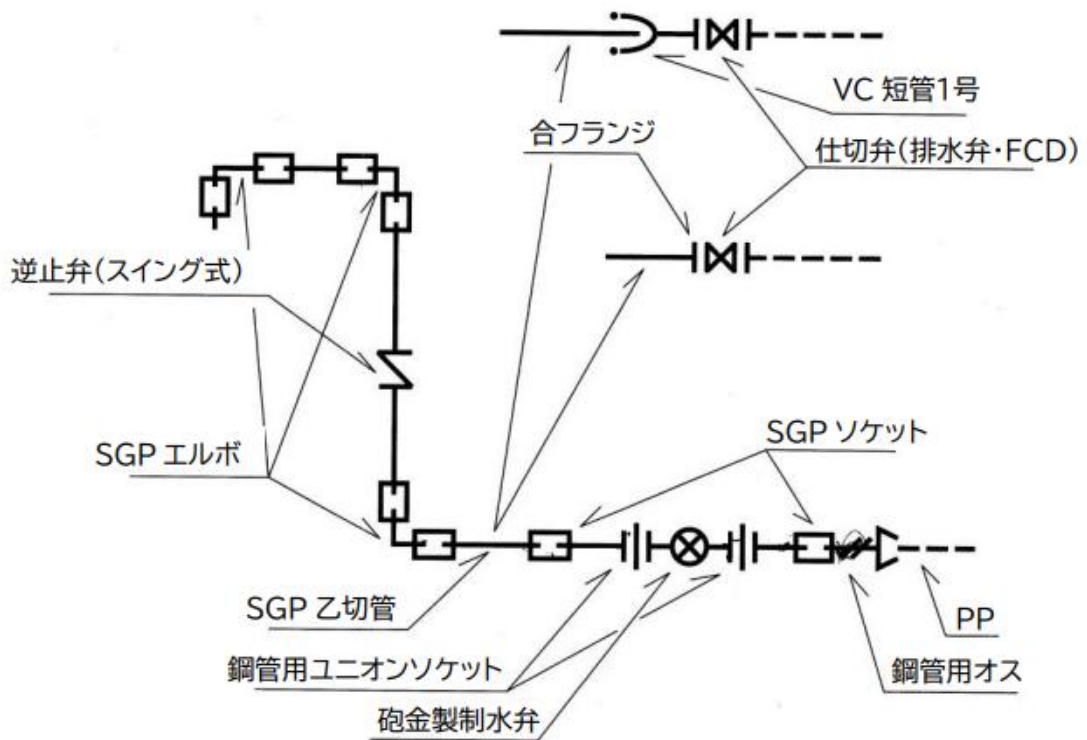 VC 短管1号
合フランジ
仕切弁(排水弁・FCD)
逆止弁(スイング式)
SGP エルボ
SGP ソケット
SGP 乙切管
PP
鋼管用ユニオンソケット
鋼管用オス
砲金製制水弁